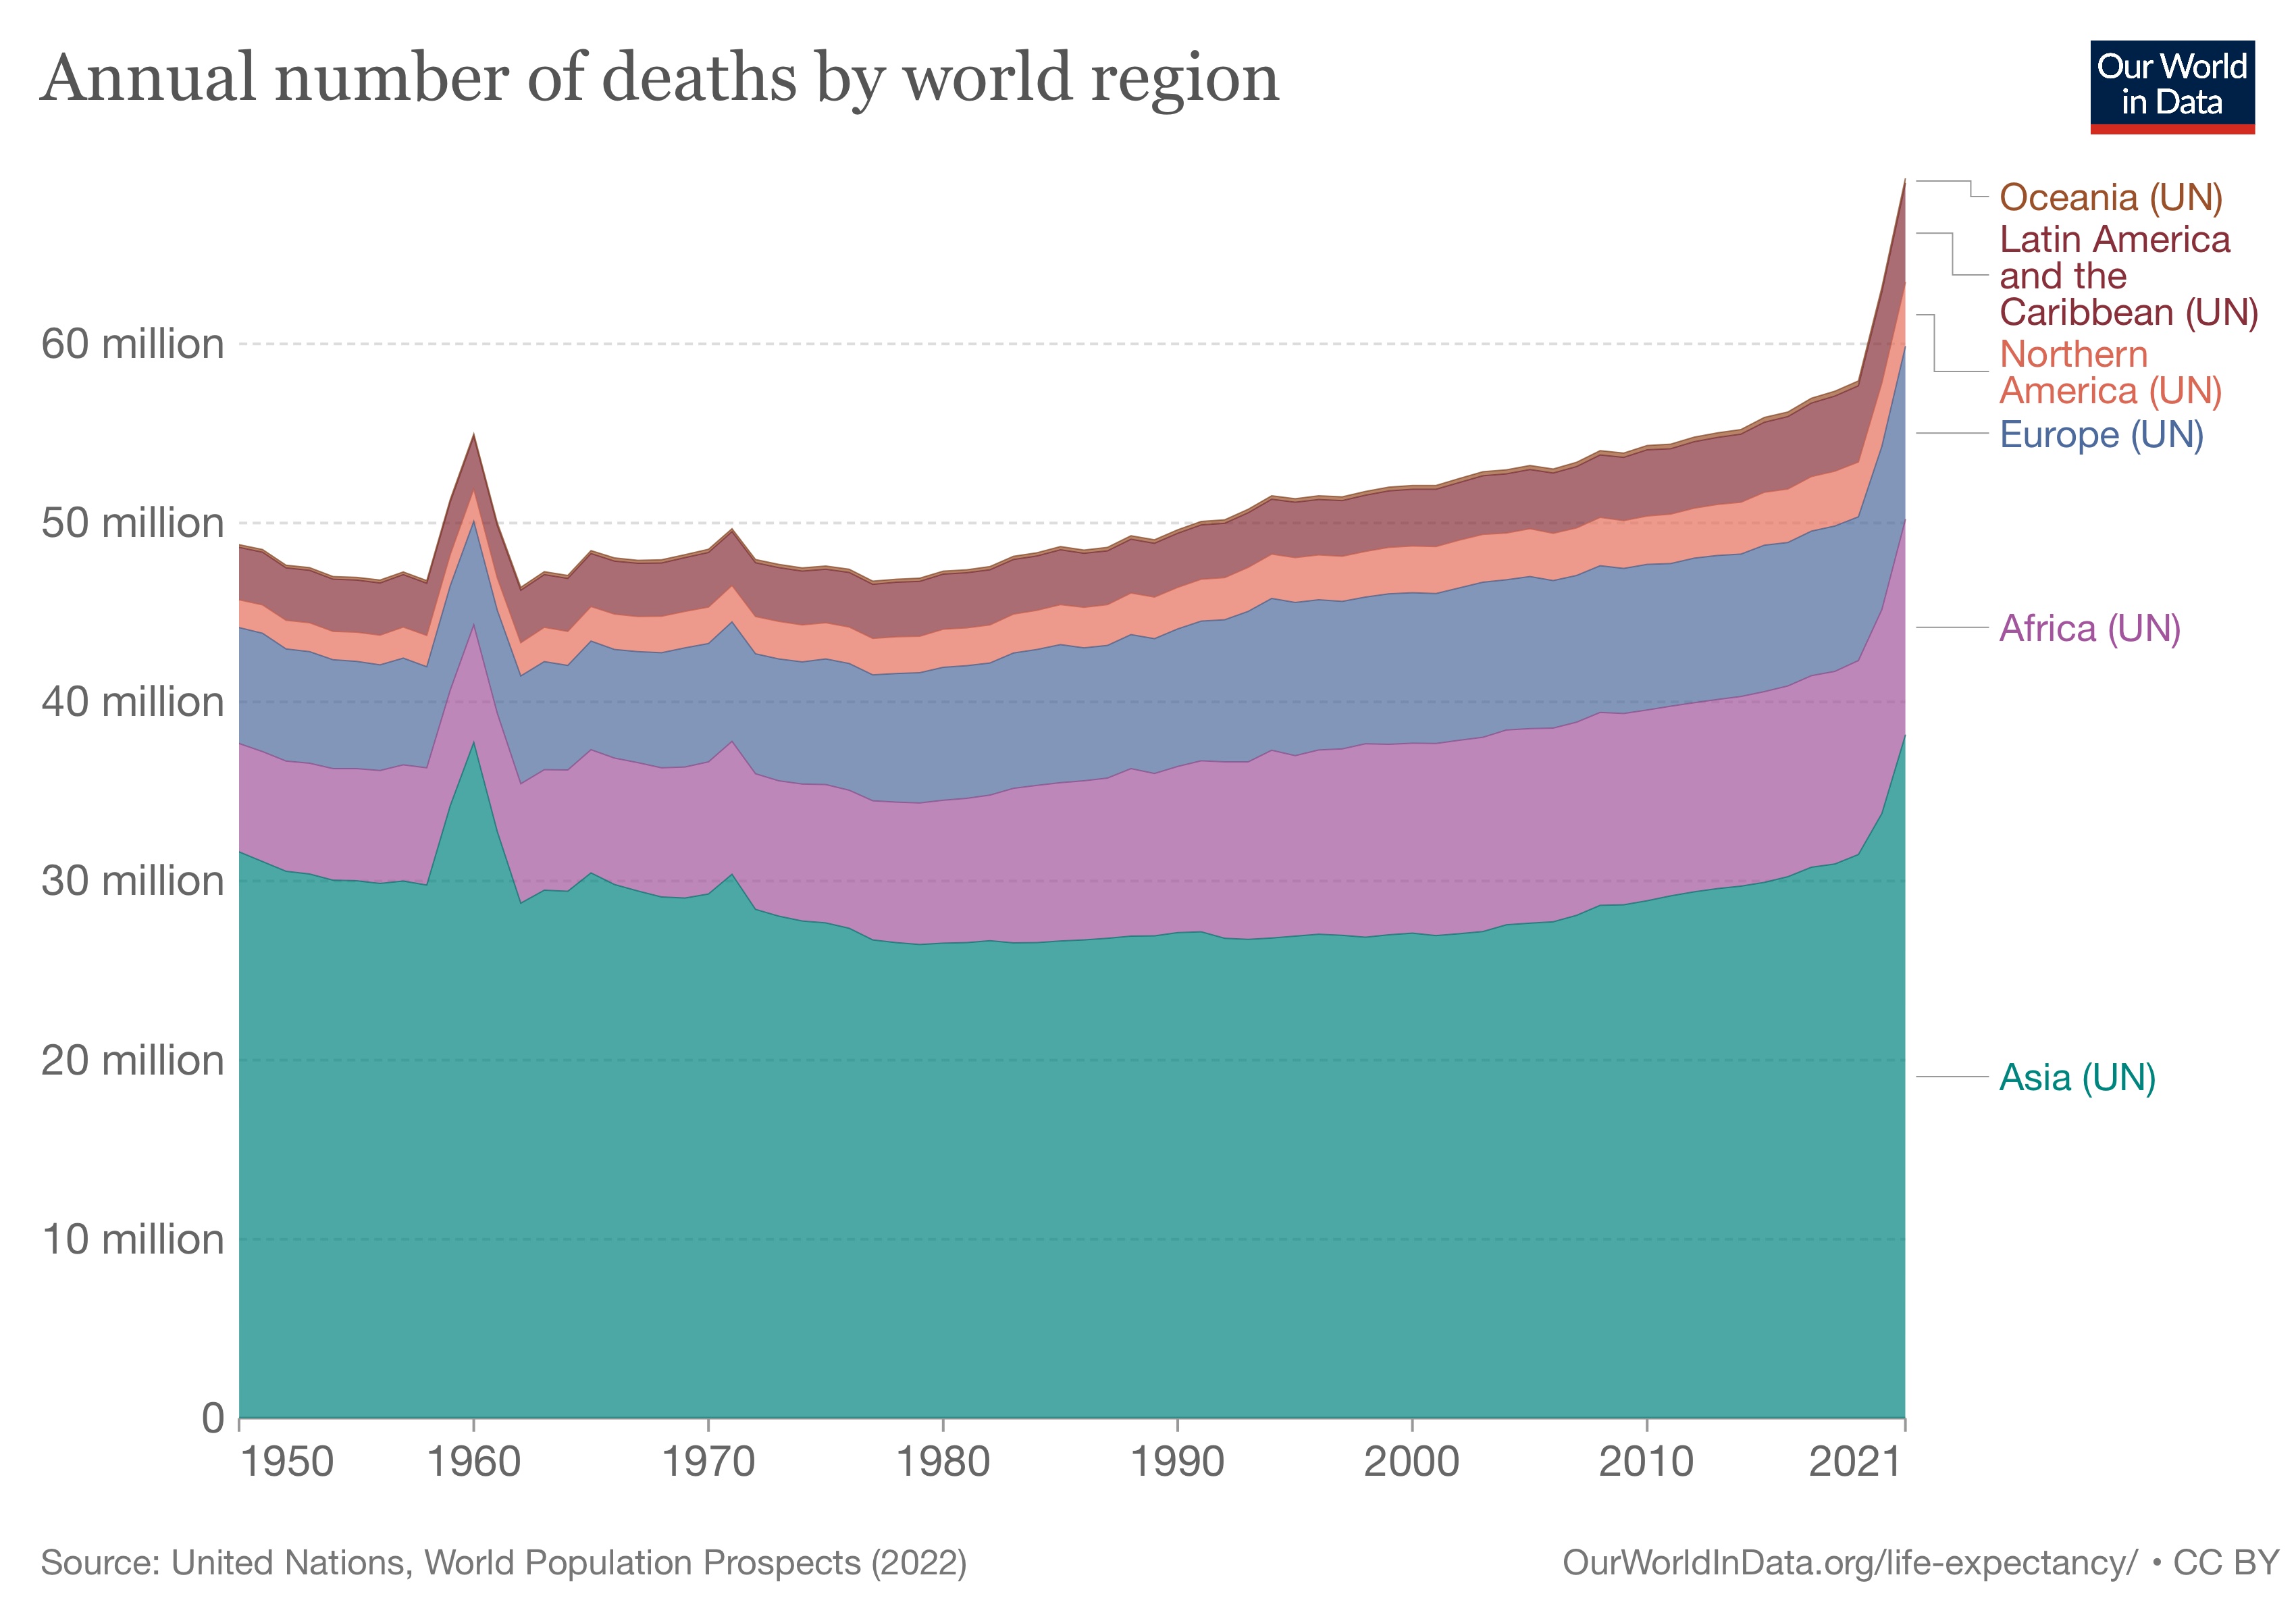 Annual number of deaths by world region
Our World
in Data
Oceania (UN)
Latin America
and the
Caribbean (UN)
Northern
America (UN)
Europe (UN)
Africa (UN)
Asia (UN)
60 million
50 million
40 million
30 million
20 million
10 million
0
1950 1960 1970 1980 1990 2000 2010 2021
Source: United Nations, World Population Prospects (2022)
OurWorldInData.org/life-expectancy/ • CC BY